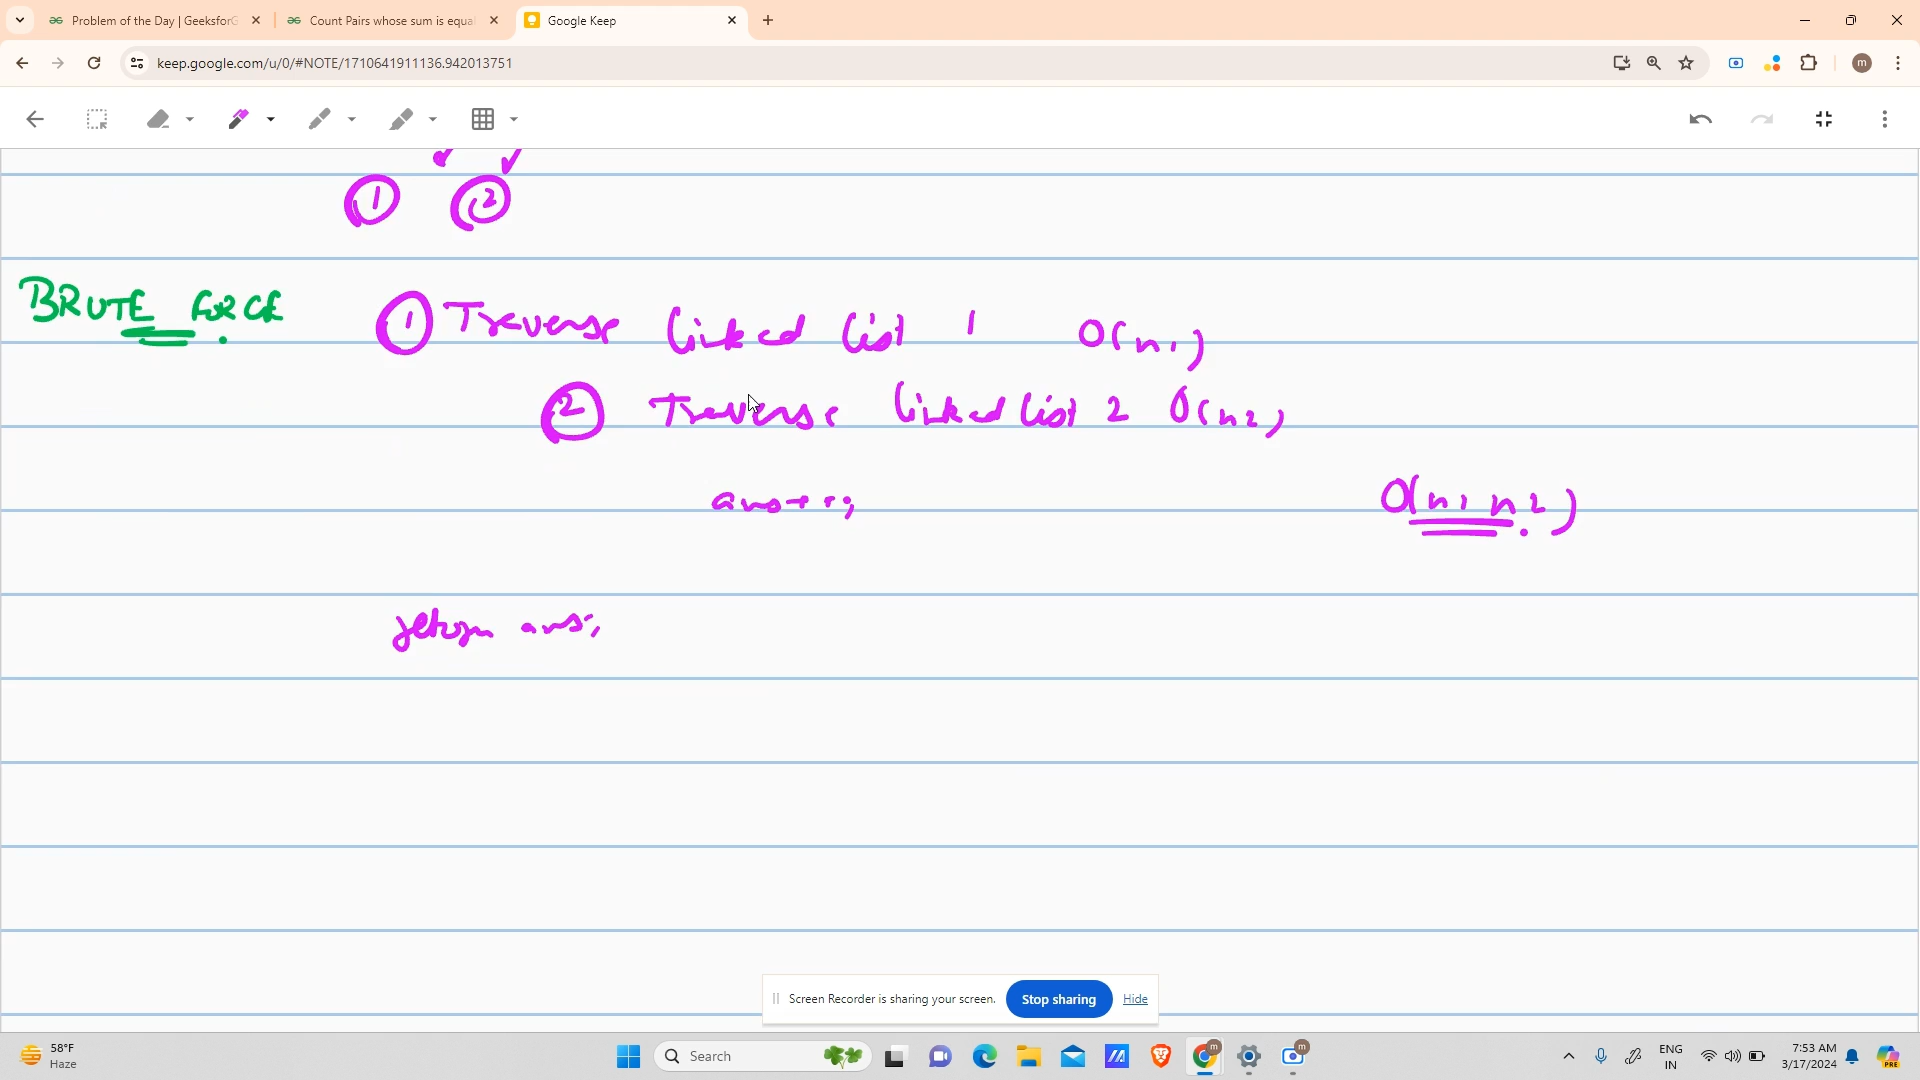 Problem of the Day | GeeksforG
Count Pairs whose sum is equa
Google Keep
keep.google.com/u/0/#NOTE/1710641911136.942013751
m
1 2
BRUTE FORCE
1 Traverse linked list 1 O(n1)
2 Traverse linked list 2 O(n2)
ans++;
O(n1 n2)
return ans;
Screen Recorder is sharing your screen. Stop sharing Hide
58°F
Haze
Search
m
m
PRE
ENG
IN
7:53 AM
3/17/2024